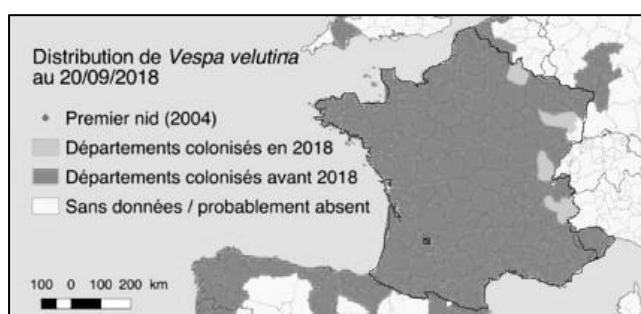 Distribution de Vespa velutina
au 20/09/2018
Premier nid (2004)
Départements colonisés en 2018
Départements colonisés avant 2018
Sans données / probablement absent
100 0 100 200 km